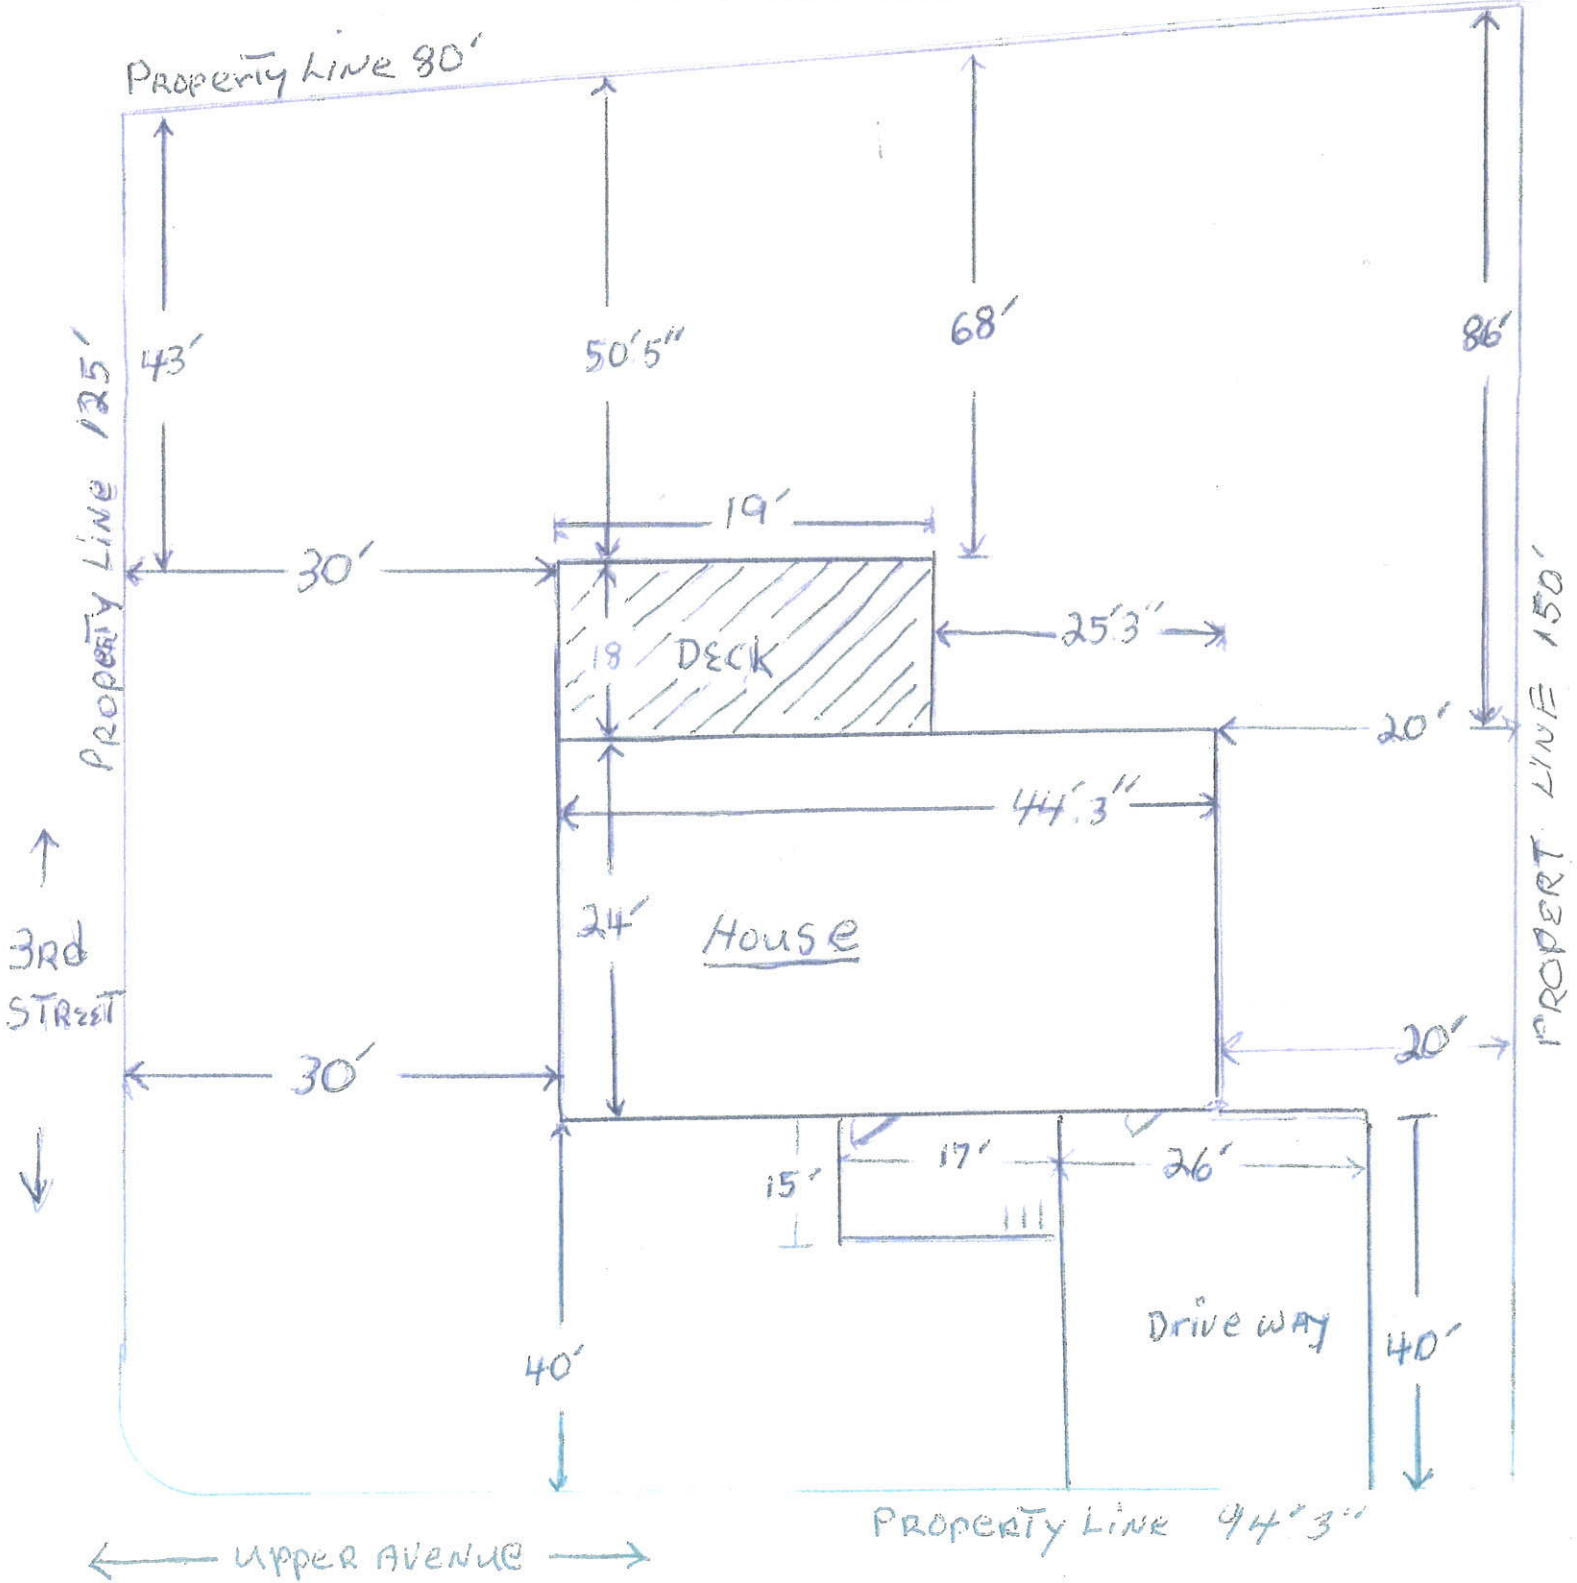 Property Line 80'
43'
50'5"
68'
86'
Property Line 125'
19'
30'
18
DECK
25'3"
20'
PROPERT LINE 150'
44'.3"
24'
House
3Rd
STREET
30'
20'
15'
17'
26'
40'
Drive way
40'
PROPERTY LINE 94'3"
UPPER AVENUE